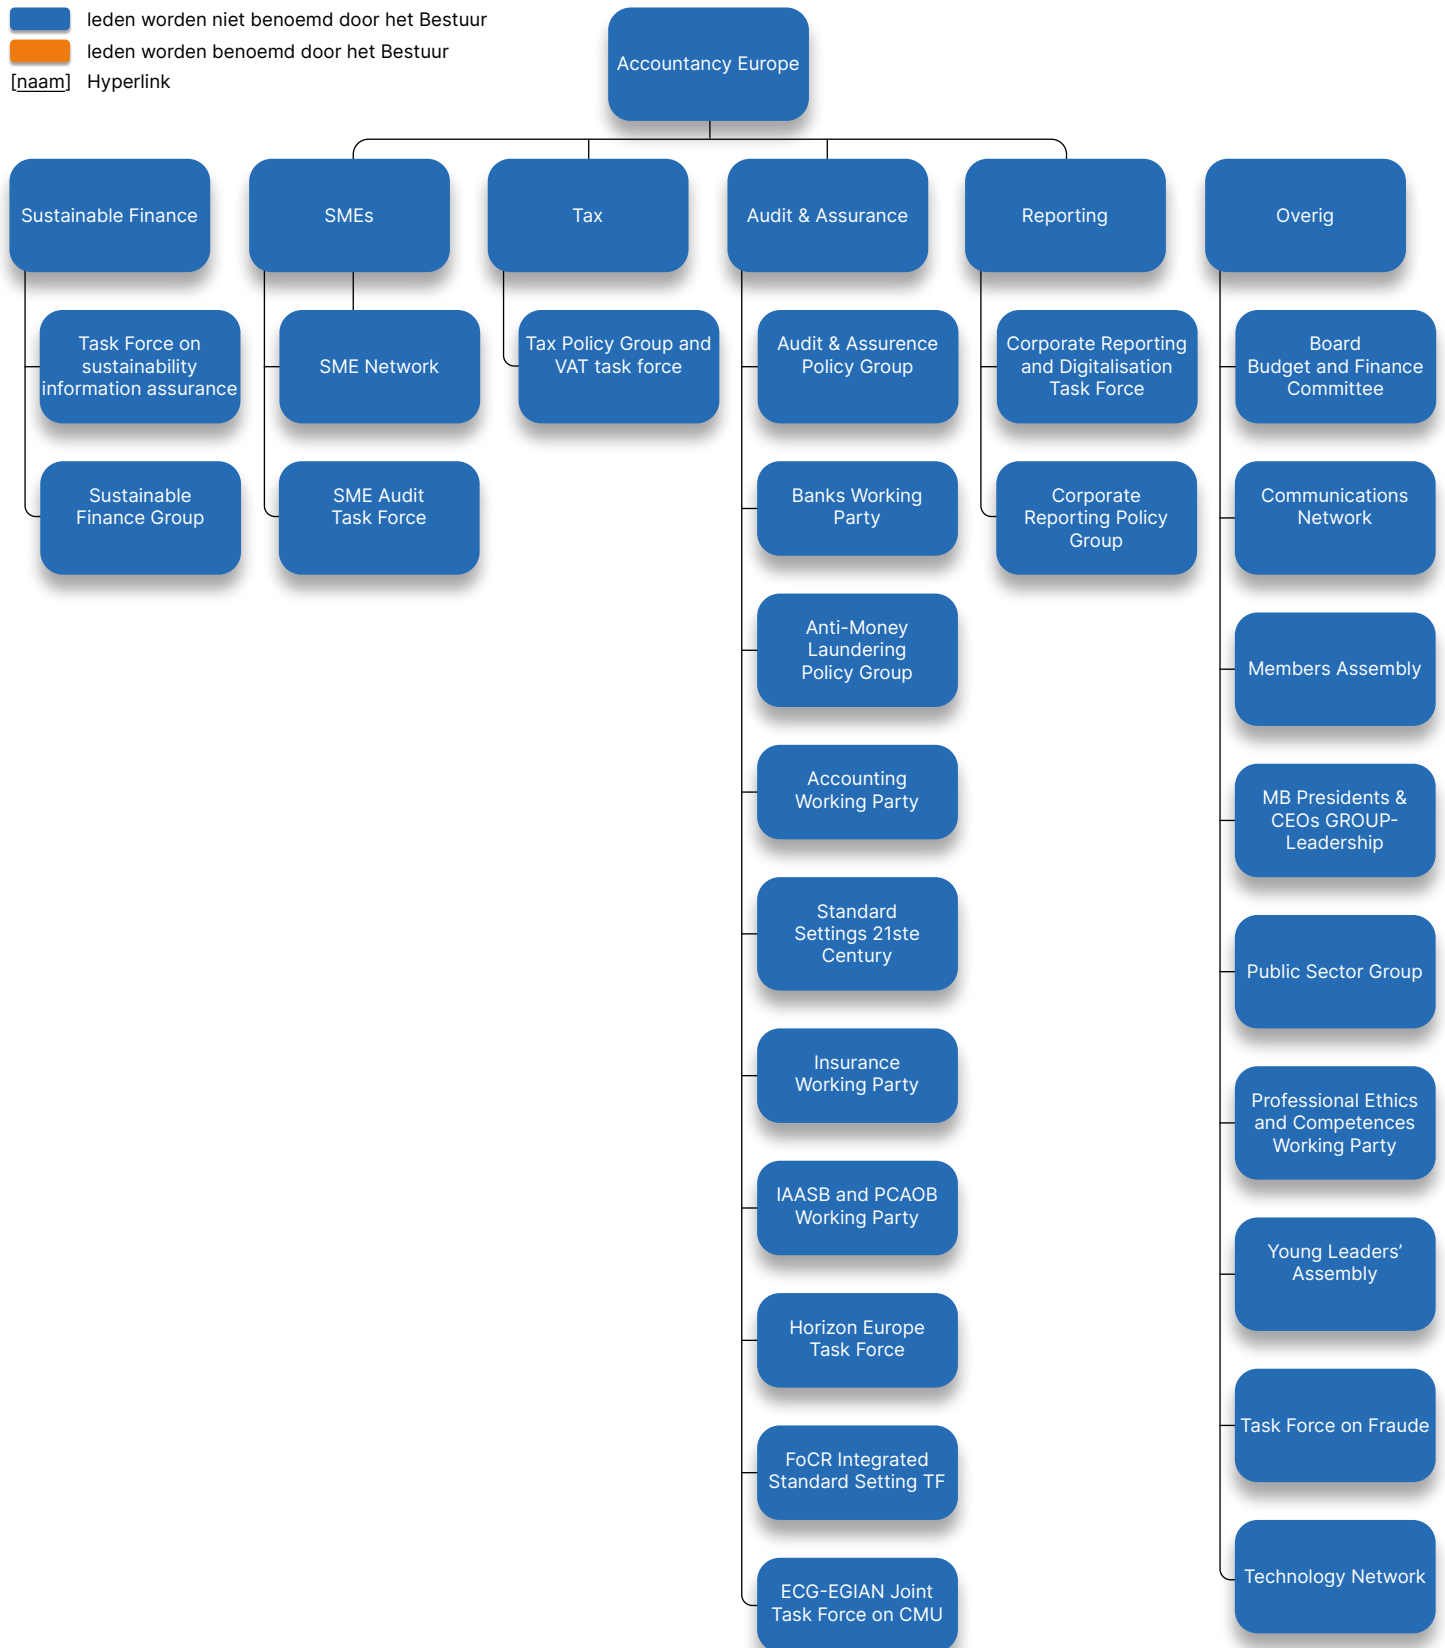 leden worden niet benoemd door het Bestuur
leden worden benoemd door het Bestuur
[naam] Hyperlink
Accountancy Europe
Sustainable Finance
SMEs
Tax
Audit & Assurance
Reporting
Overig
Task Force on
sustainability
information assurance
Sustainable
Finance Group
SME Network
SME Audit
Task Force
Tax Policy Group and
VAT task force
Audit & Assurence
Policy Group
Banks Working
Party
Anti-Money
Laundering
Policy Group
Accounting
Working Party
Standard
Settings 21ste
Century
Insurance
Working Party
IAASB and PCAOB
Working Party
Horizon Europe
Task Force
FoCR Integrated
Standard Setting TF
ECG-EGIAN Joint
Task Force on CMU
Corporate Reporting
and Digitalisation
Task Force
Corporate
Reporting Policy
Group
Board
Budget and Finance
Committee
Communications
Network
Members Assembly
MB Presidents &
CEOs GROUP-
Leadership
Public Sector Group
Professional Ethics
and Competences
Working Party
Young Leaders’
Assembly
Task Force on Fraude
Technology Network